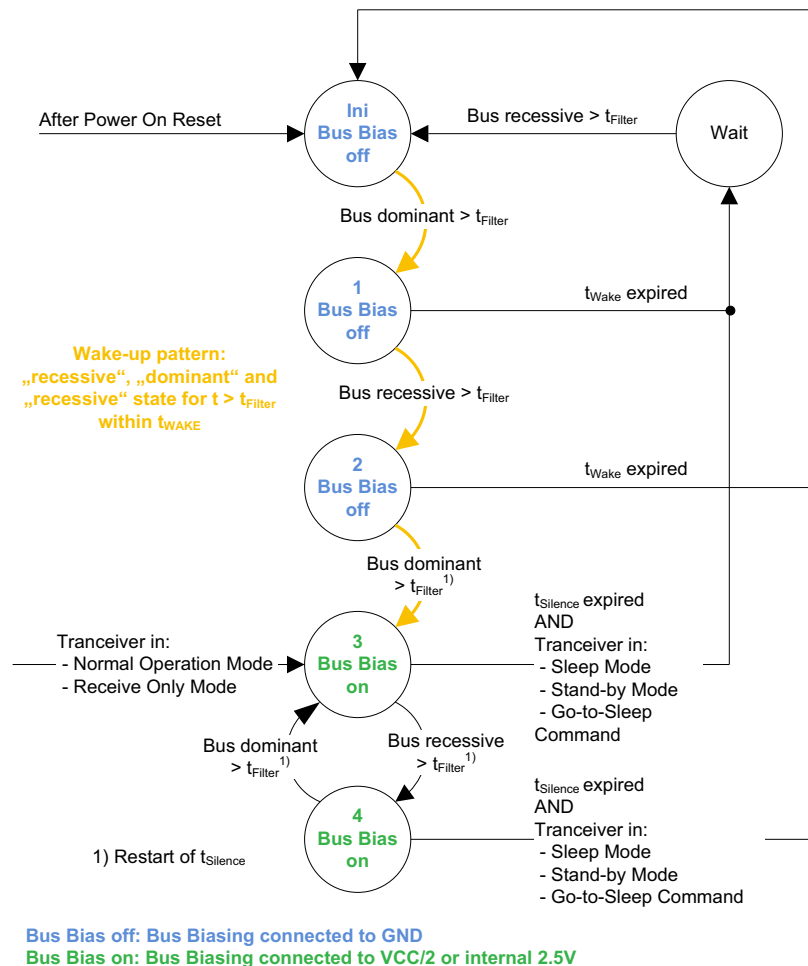 After Power On Reset
Ini
Bus Bias
off
Bus recessive > tFilter
Wait
Bus dominant > tFilter
1
Bus Bias
off
tWake expired
Wake-up pattern:
„recessive“, „dominant“ and
„recessive“ state for t > tFilter
within tWAKE
Bus recessive > tFilter
2
Bus Bias
off
tWake expired
Bus dominant
> tFilter1)
Tranceiver in:
- Normal Operation Mode
- Receive Only Mode
3
Bus Bias
on
tSilence expired
AND
Tranceiver in:
- Sleep Mode
- Stand-by Mode
- Go-to-Sleep
Command
Bus dominant
> tFilter1)
Bus recessive
> tFilter1)
4
Bus Bias
on
tSilence expired
AND
Tranceiver in:
- Sleep Mode
- Stand-by Mode
- Go-to-Sleep Command
1) Restart of tSilence
Bus Bias off: Bus Biasing connected to GND
Bus Bias on: Bus Biasing connected to VCC/2 or internal 2.5V